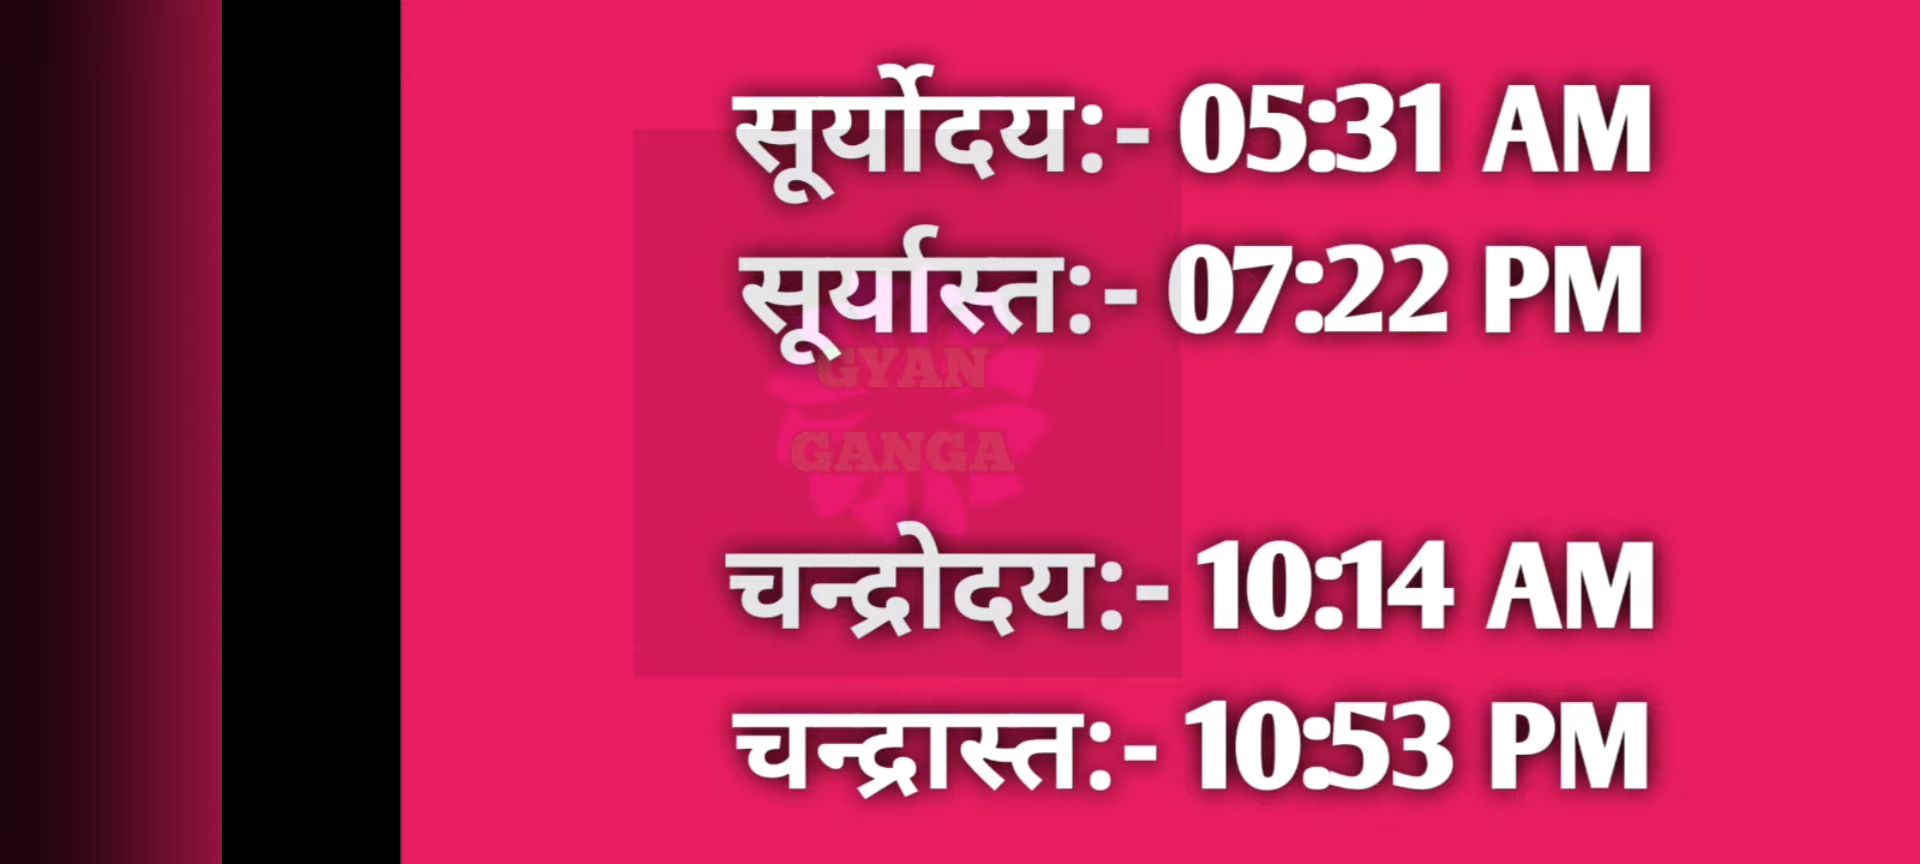 सूर्योदय:- 05:31 AM
सूर्यास्त:- 07:22 PM
GYAN
GANGA
चन्द्रोदय:- 10:14 AM
चन्द्रास्त:- 10:53 PM